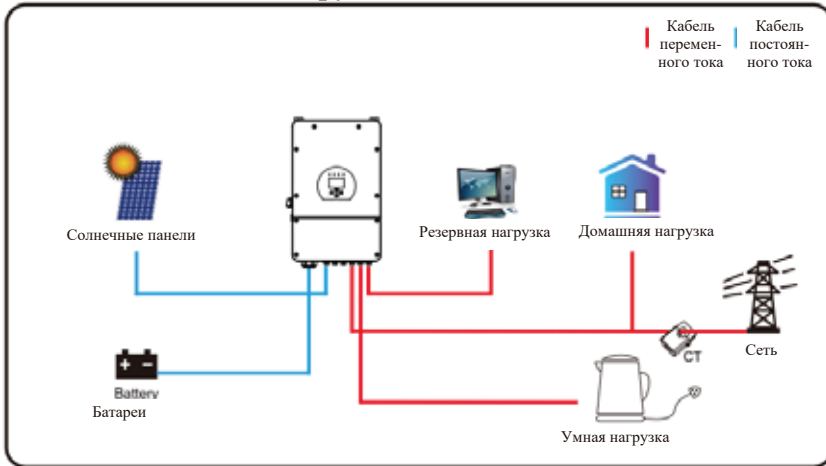 Кабель
перемен-
ного тока
Кабель
постоян-
ного тока
Солнечные панели
Резервная нагрузка
Домашняя нагрузка
CT
Сеть
Battery
Батареи
Умная нагрузка